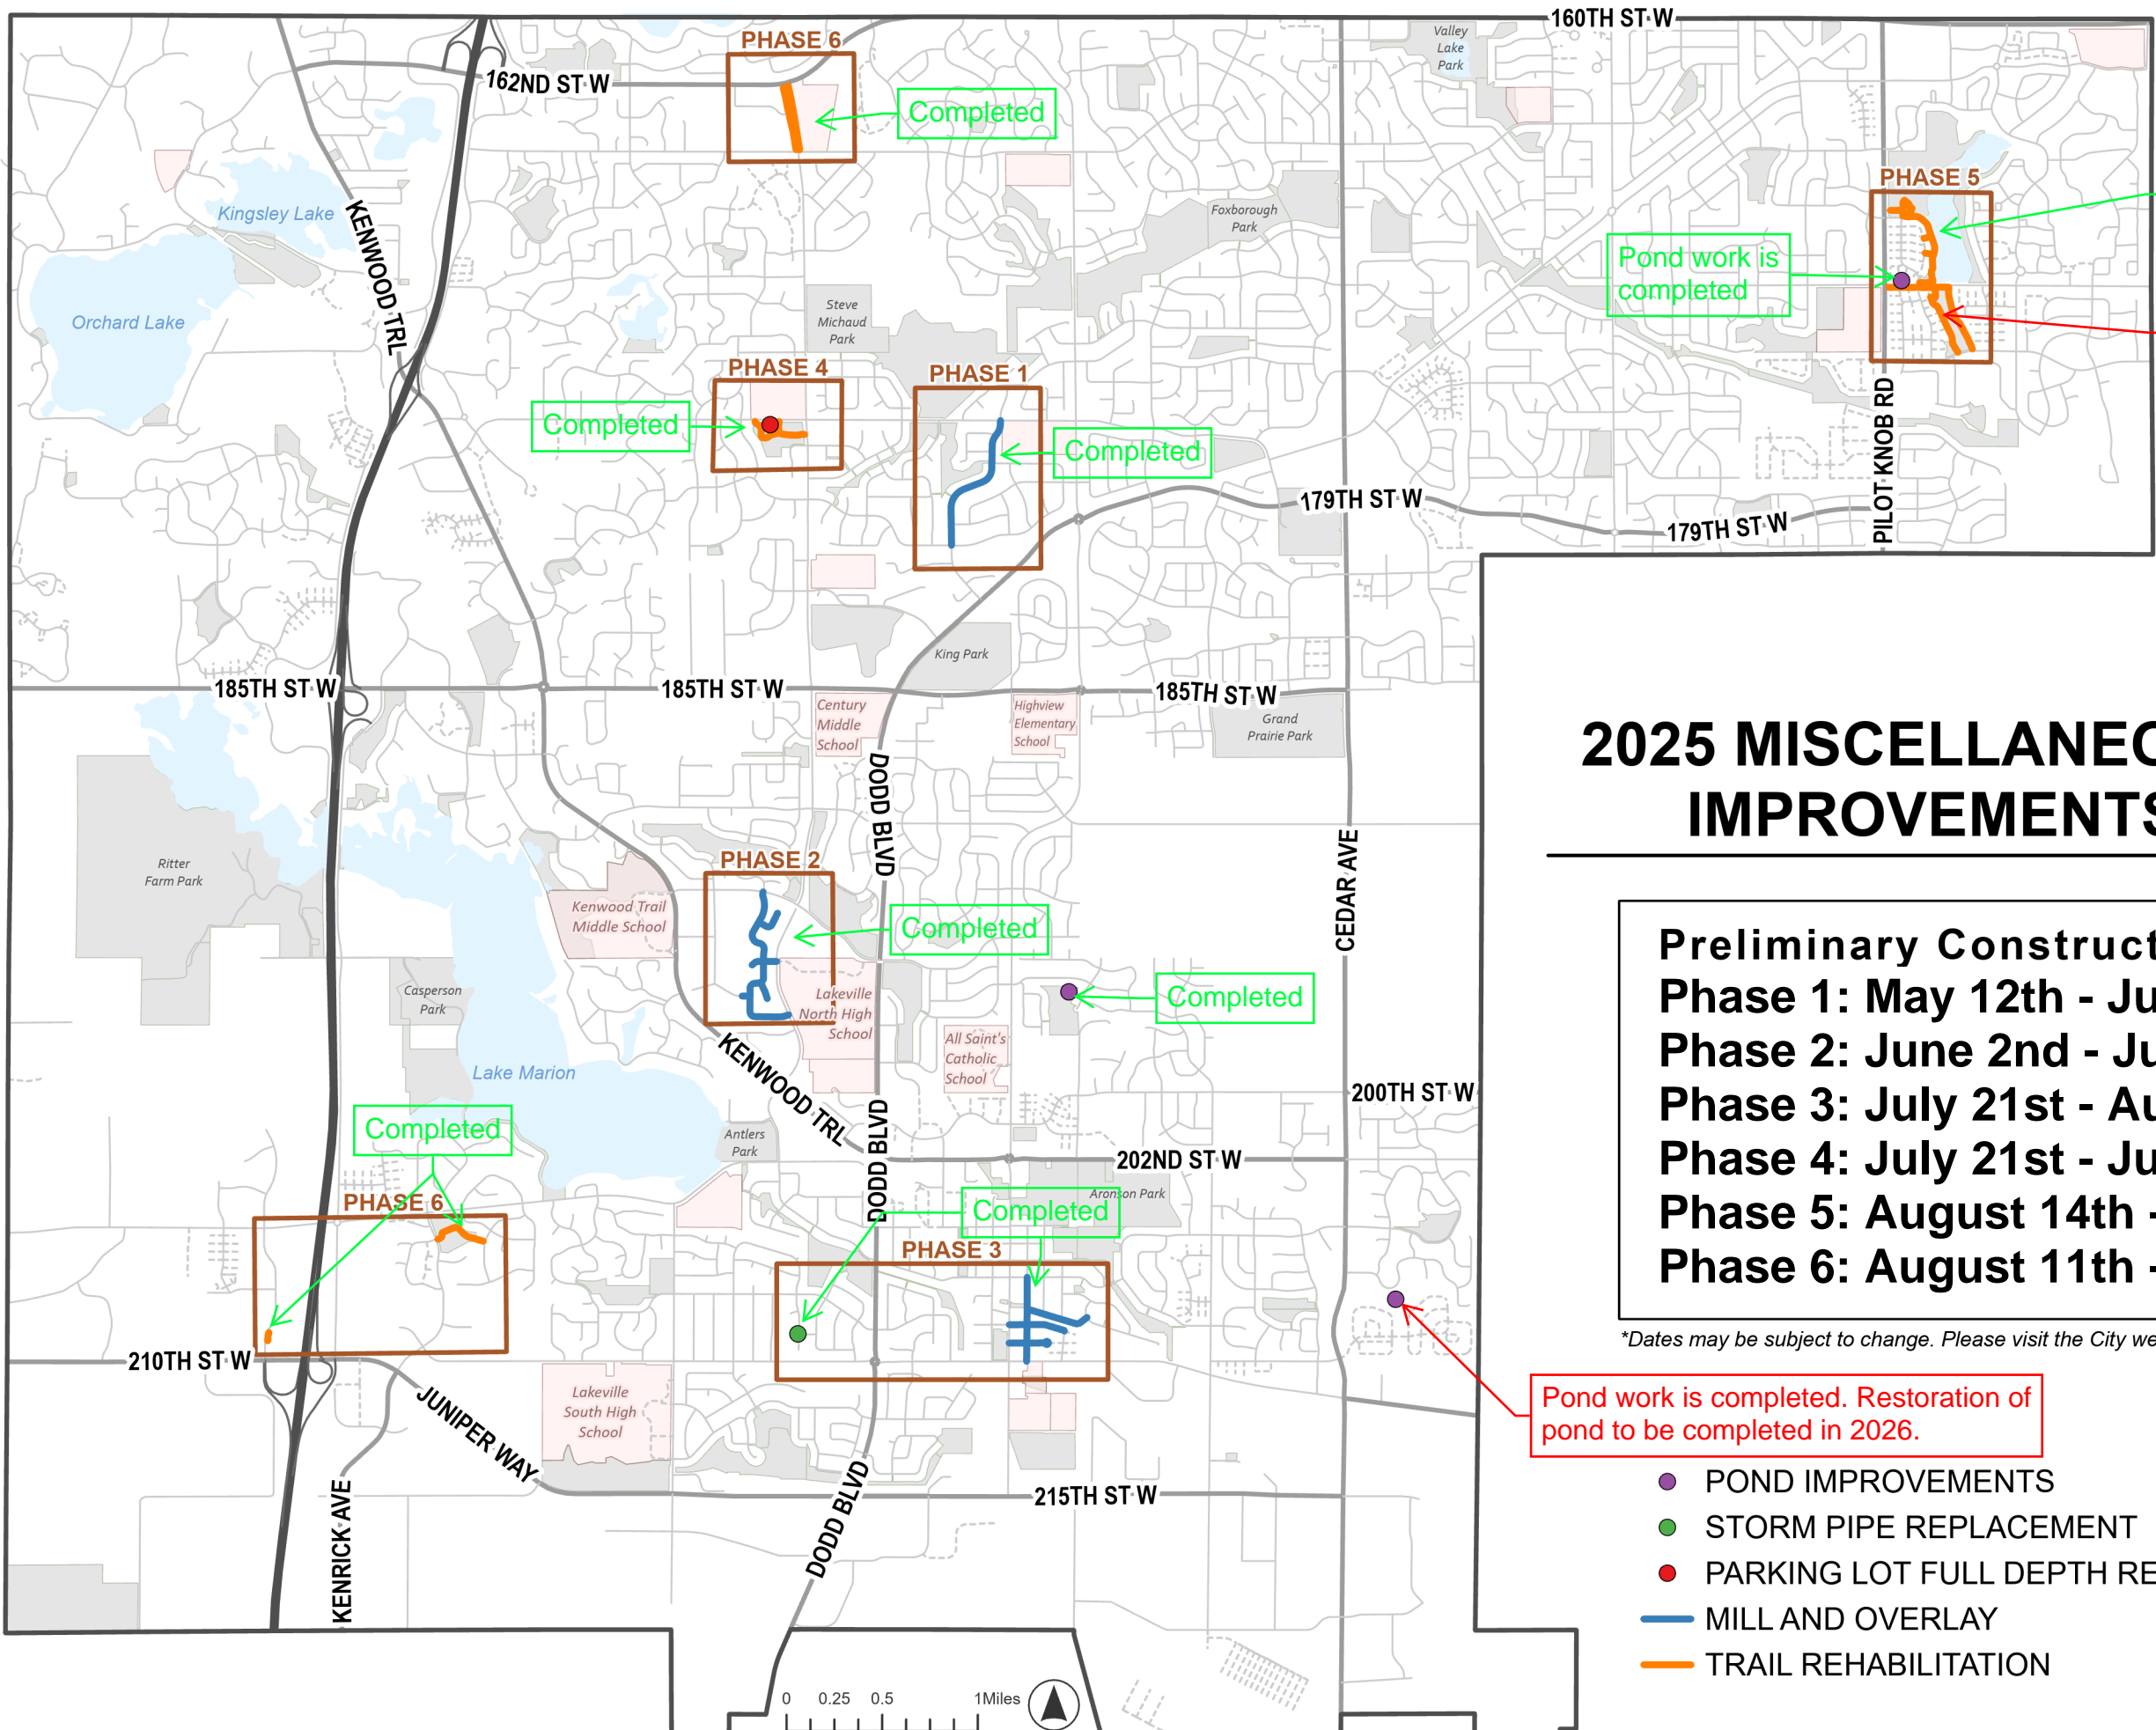 160TH ST W
Valley
Lake
Park
PHASE 6
162ND ST W
Completed
PHASE 5
Kingsley Lake
KENWOOD TRL
Foxborough
Park
Pond work is
completed
Orchard Lake
Steve
Michaud
Park
PHASE 4
PHASE 1
Completed
Completed
PILOT KNOB RD
179TH ST W
179TH ST W
King Park
185TH ST W
185TH ST W
185TH ST W
Century
Middle
School
Highview
Elementary
School
Grand
Prairie Park
2025 MISCELLANEO
IMPROVEMENTS
DODD BLVD
CEDAR AVE
Ritter
Farm Park
PHASE 2
Kenwood Trail
Middle School
Completed
Preliminary Construct
Phase 1: May 12th - Ju
Phase 2: June 2nd - Ju
Phase 3: July 21st - Au
Phase 4: July 21st - Ju
Phase 5: August 14th -
Phase 6: August 11th -
*Dates may be subject to change. Please visit the City we
Casperson
Park
Lakeville
North High
School
Completed
All Saint's
Catholic
School
KENWOOD TRL
Lake Marion
200TH ST W
Completed
Antlers
Park
DODD BLVD
202ND ST W
Aronson Park
PHASE 6
Completed
PHASE 3
210TH ST W
Lakeville
South High
School
JUNIPER WAY
Pond work is completed. Restoration of
pond to be completed in 2026.
KENRICK AVE
DODD BLVD
215TH ST W
POND IMPROVEMENTS
STORM PIPE REPLACEMENT
PARKING LOT FULL DEPTH RE
MILL AND OVERLAY
TRAIL REHABILITATION
0 0.25 0.5 1Miles